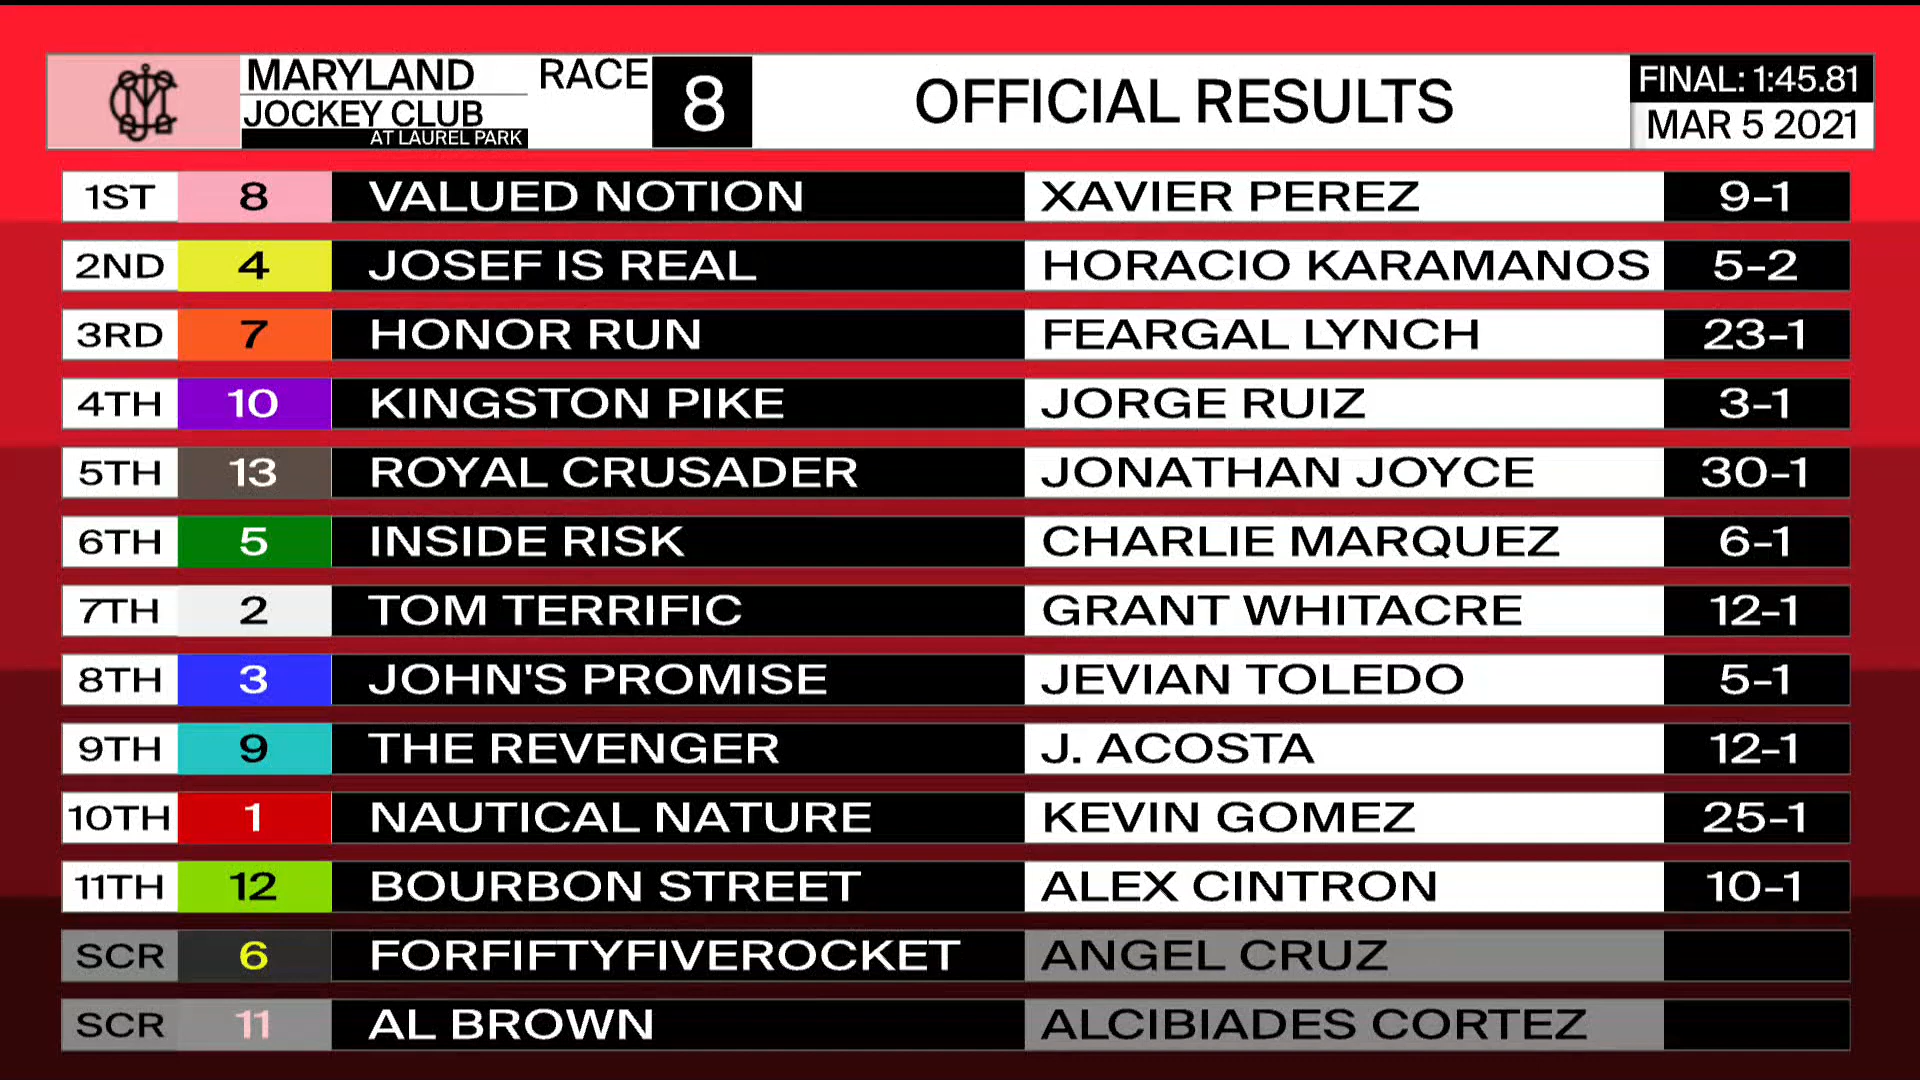 MARYLAND RACE 8 OFFICIAL RESULTS FINAL: 1:45.81
JOCKEY CLUB MAR 5 2021
AT LAUREL PARK
1ST 8 VALUED NOTION XAVIER PEREZ 9-1
2ND 4 JOSEF IS REAL HORACIO KARAMANOS 5-2
3RD 7 HONOR RUN FEARGAL LYNCH 23-1
4TH 10 KINGSTON PIKE JORGE RUIZ 3-1
5TH 13 ROYAL CRUSADER JONATHAN JOYCE 30-1
6TH 5 INSIDE RISK CHARLIE MARQUEZ 6-1
7TH 2 TOM TERRIFIC GRANT WHITACRE 12-1
8TH 3 JOHN'S PROMISE JEVIAN TOLEDO 5-1
9TH 9 THE REVENGER J. ACOSTA 12-1
10TH 1 NAUTICAL NATURE KEVIN GOMEZ 25-1
11TH 12 BOURBON STREET ALEX CINTRON 10-1
SCR 6 FORFIFTYFIVEROCKET ANGEL CRUZ
SCR 11 AL BROWN ALCIBIADES CORTEZ